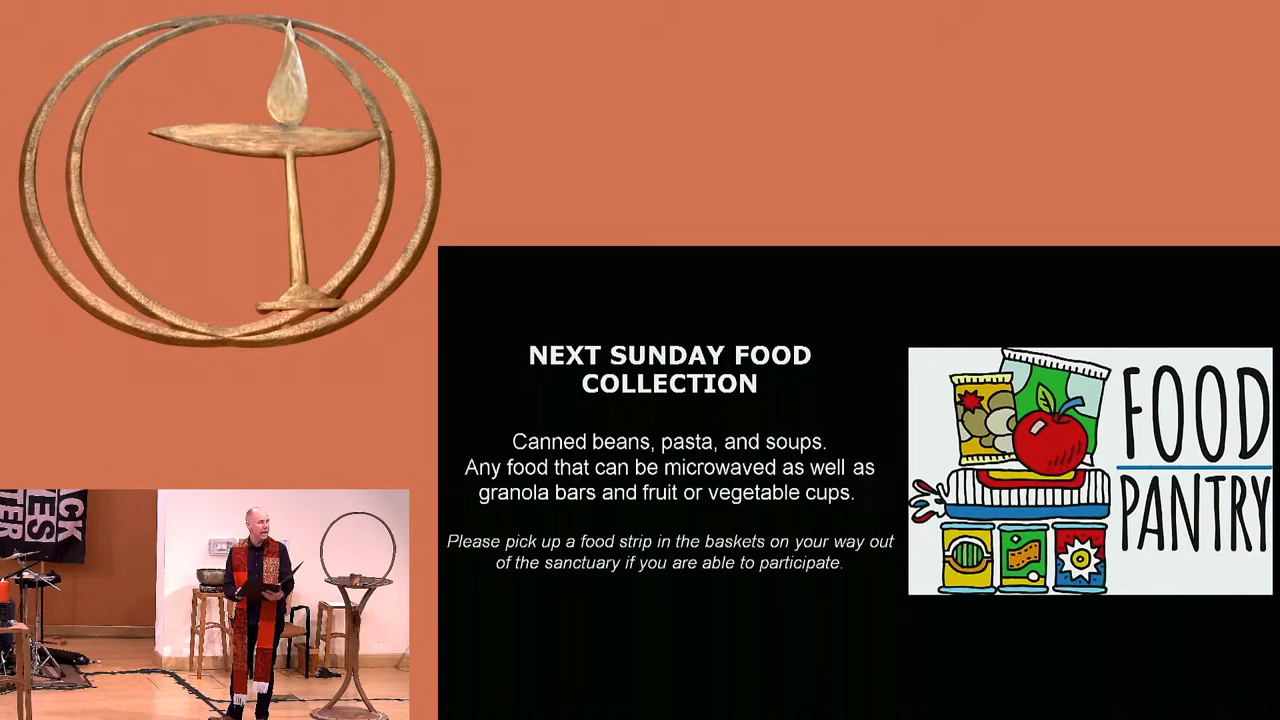 NEXT SUNDAY FOOD
COLLECTION
Canned beans, pasta, and soups.
Any food that can be microwaved as well as
granola bars and fruit or vegetable cups.
Please pick up a food strip in the baskets on your way out
of the sanctuary if you are able to participate.
FOOD
PANTRY